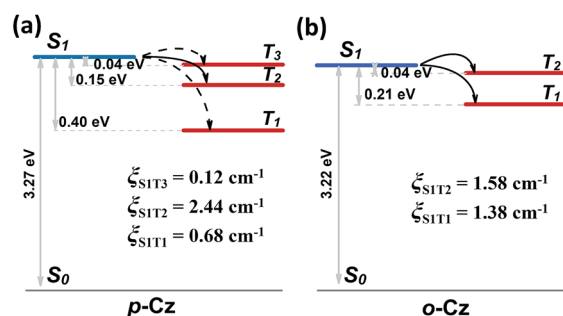 (a)
S1
T3
0.04 eV
T2
0.15 eV
T1
0.40 eV
3.27 eV
ξS1T3 = 0.12 cm-1
ξS1T2 = 2.44 cm-1
ξS1T1 = 0.68 cm-1
S0
p-Cz
(b)
S1
T2
0.04 eV
T1
0.21 eV
3.22 eV
ξS1T2 = 1.58 cm-1
ξS1T1 = 1.38 cm-1
S0
o-Cz